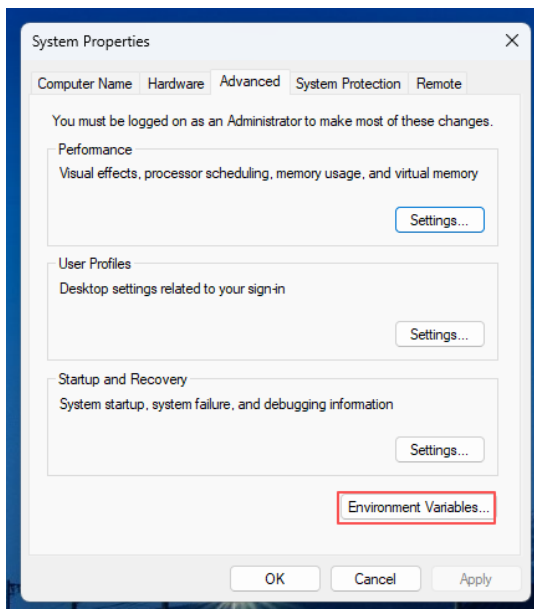 System Properties
Computer Name Hardware Advanced System Protection Remote
You must be logged on as an Administrator to make most of these changes.
Performance
Visual effects, processor scheduling, memory usage, and virtual memory
Settings...
User Profiles
Desktop settings related to your sign-in
Settings...
Startup and Recovery
System startup, system failure, and debugging information
Settings...
Environment Variables...
OK Cancel Apply